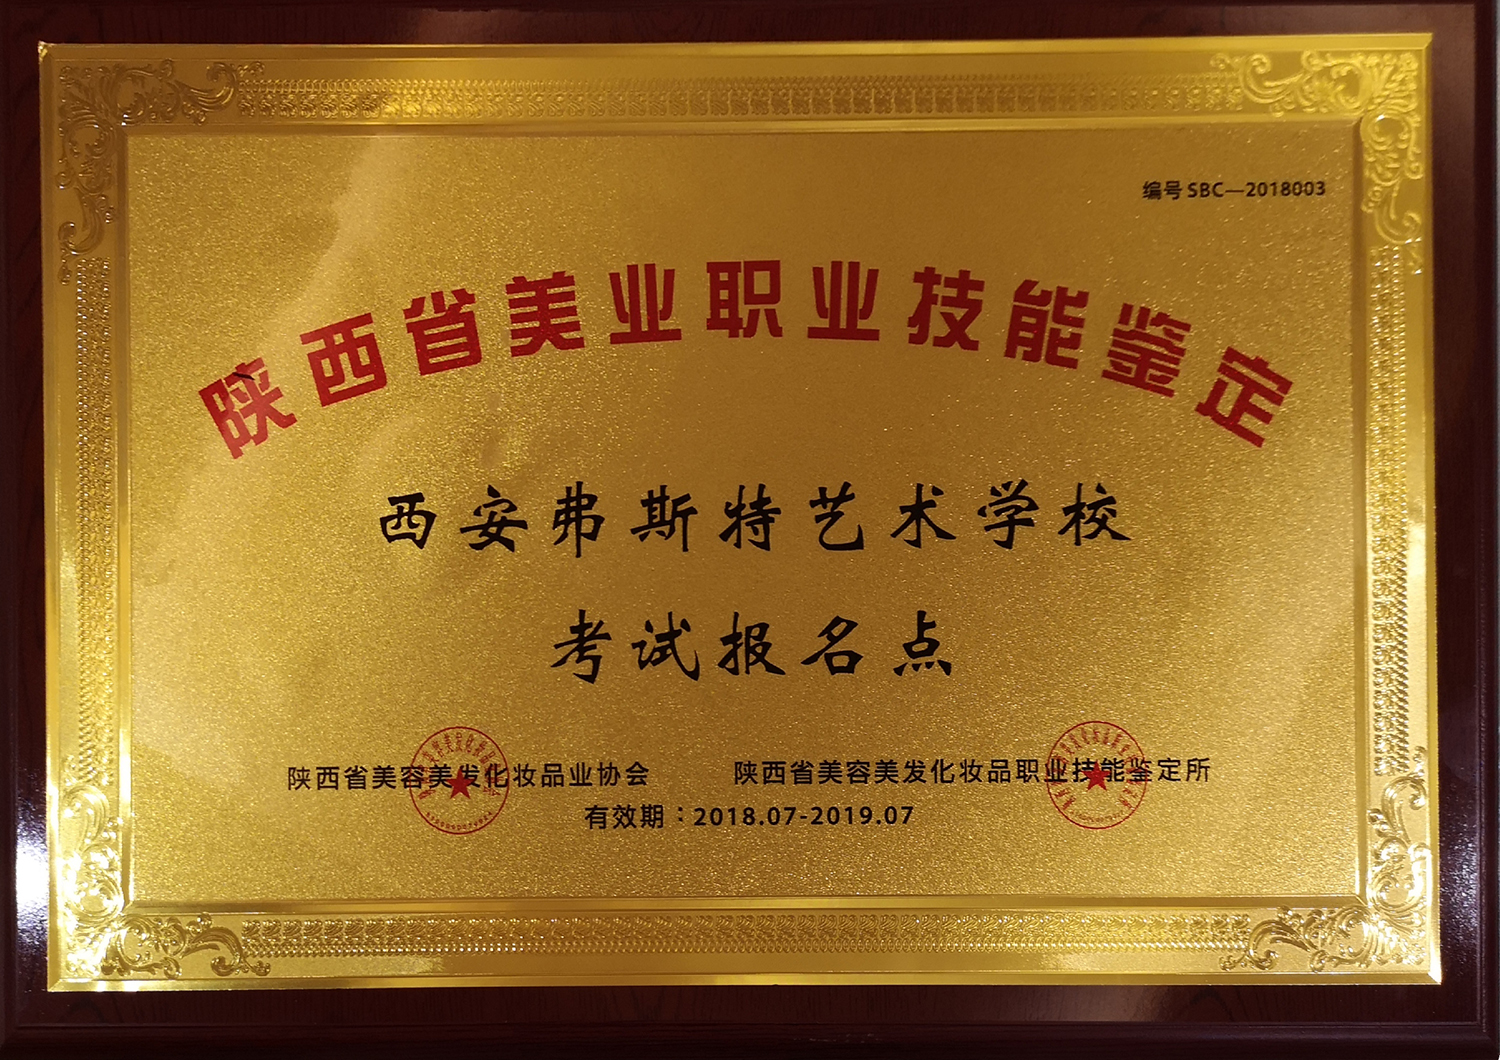 编号SBC—2018003
陕西省美业职业技能鉴定
西安弗斯特艺术学校
考试报名点
陕西省美容美发化妆品业协会 陕西省美容美发化妆品职业技能鉴定所
有效期：2018.07-2019.07